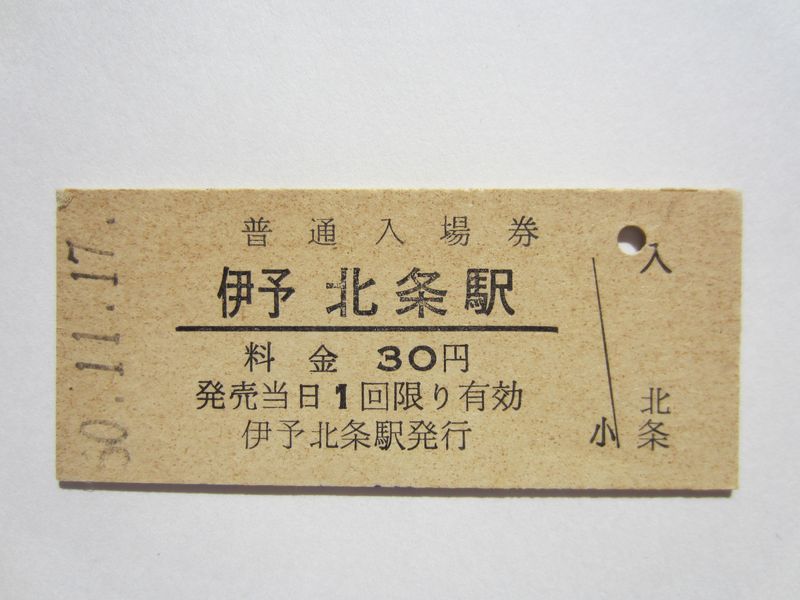 普通入場券
伊予 北条駅
料金 30円
発売当日1回限り有効
伊予北条駅発行
入
小
北条
50.11.17.